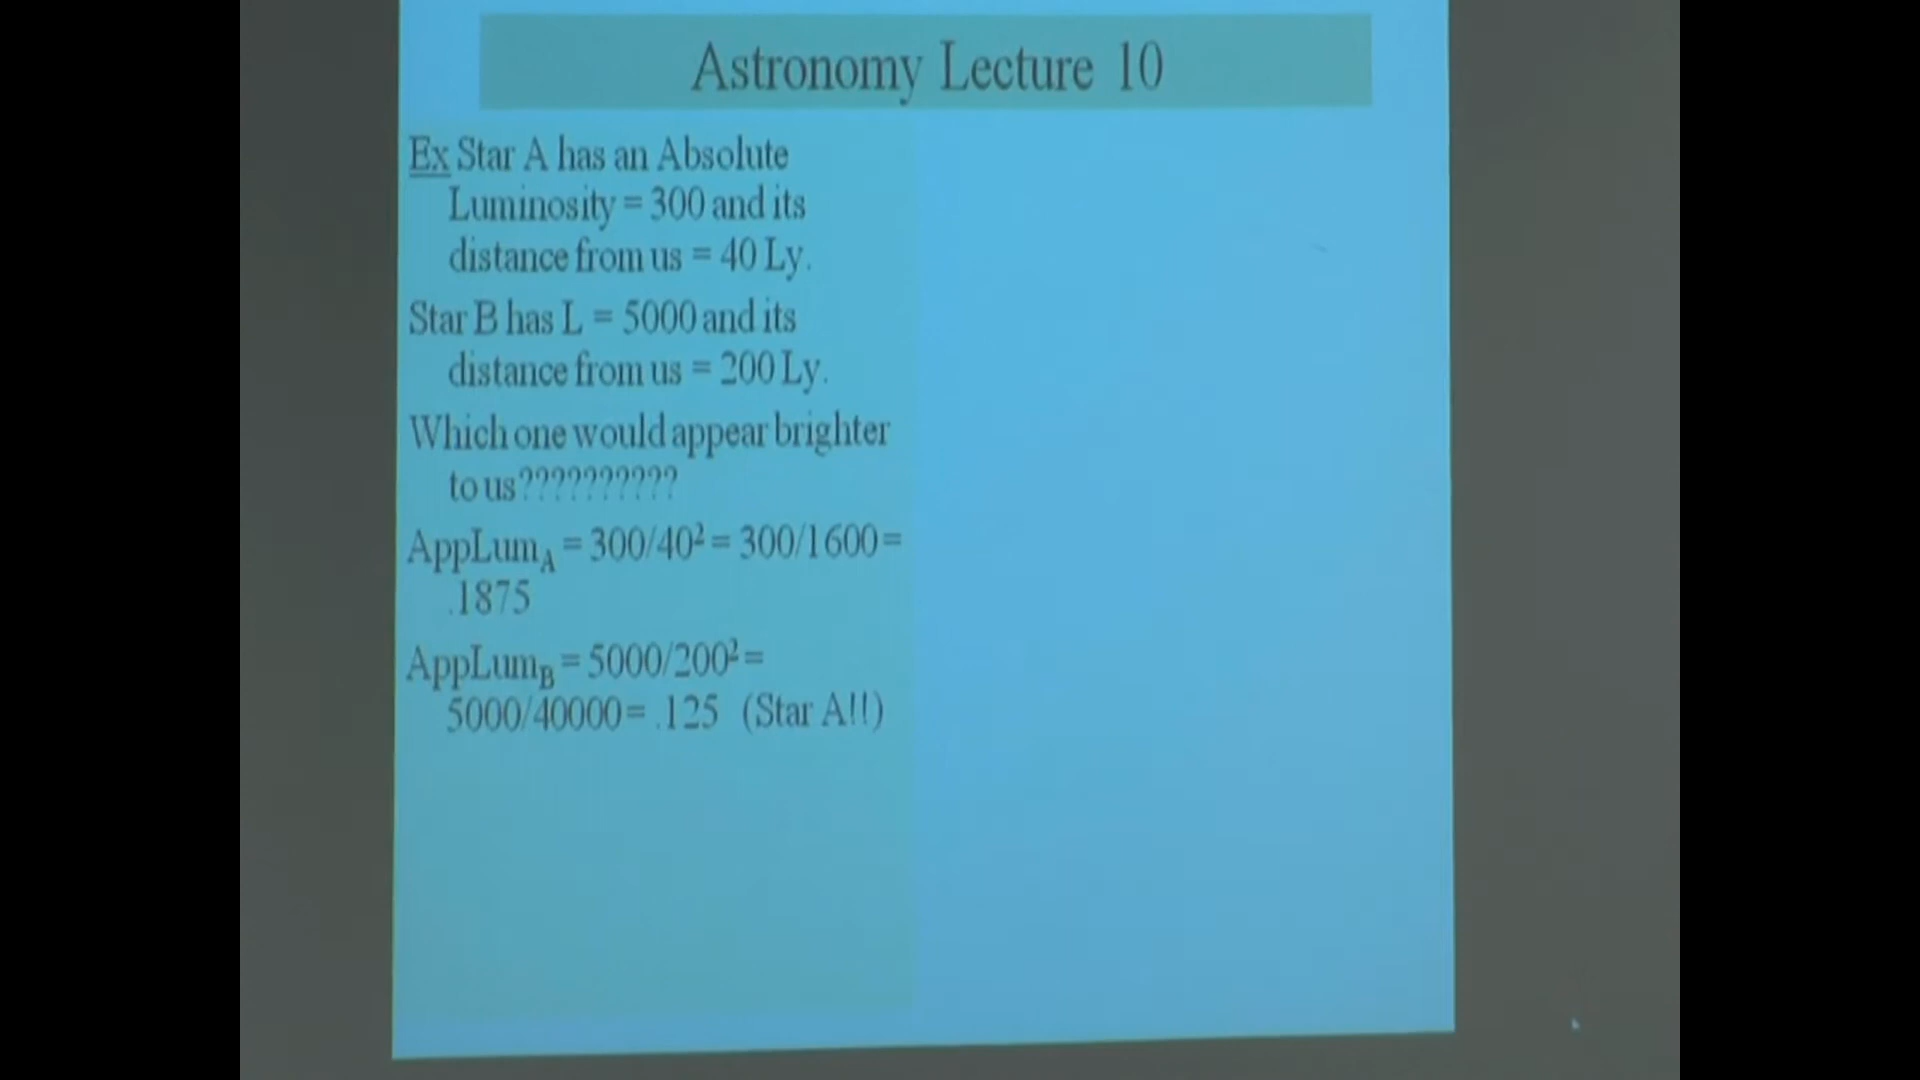 Astronomy Lecture 10
Ex Star A has an Absolute
Luminosity = 300 and its
distance from us = 40 Ly.
Star B has L = 5000 and its
distance from us = 200 Ly.
Which one would appear brighter
to us??????????
AppLum_A = 300/40² = 300/1600 =
.1875
AppLum_B = 5000/200² =
5000/40000 = .125 (Star A!!)